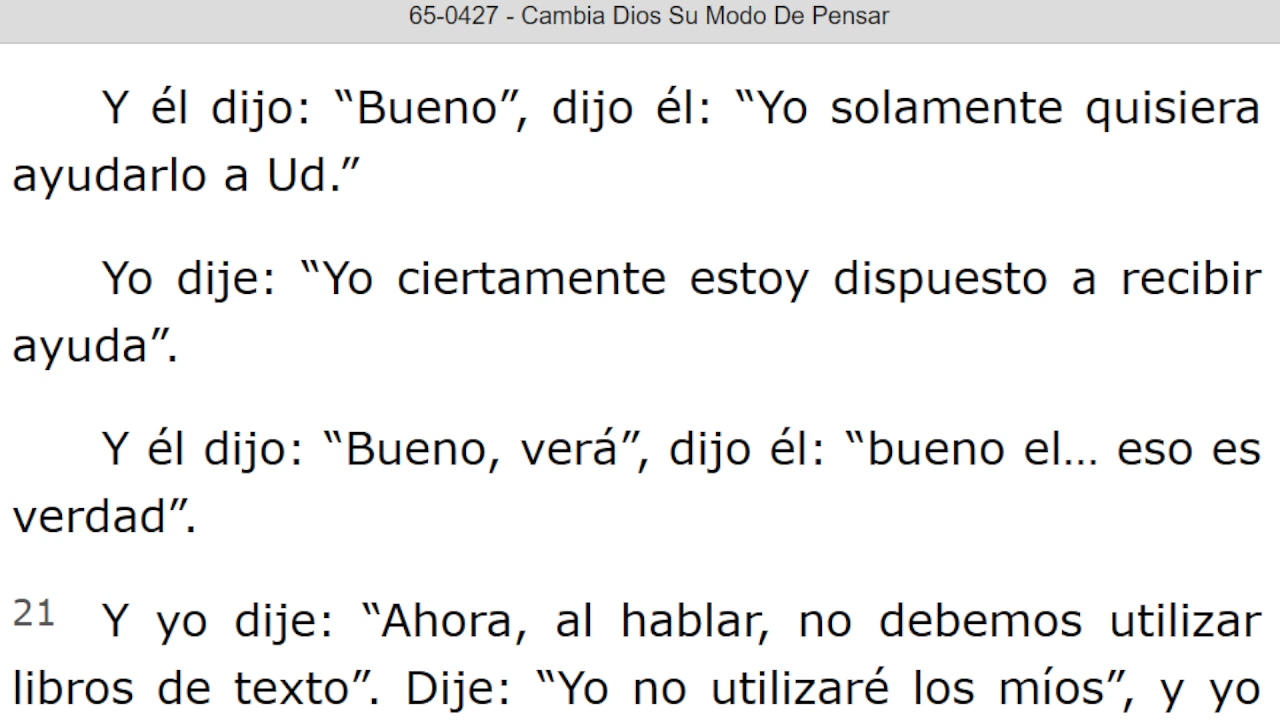 65-0427 - Cambia Dios Su Modo De Pensar
Y él dijo: “Bueno”, dijo él: “Yo solamente quisiera
ayudarlo a Ud.”
Yo dije: “Yo ciertamente estoy dispuesto a recibir
ayuda”.
Y él dijo: “Bueno, verá”, dijo él: “bueno el... eso es
verdad”.
21 Y yo dije: “Ahora, al hablar, no debemos utilizar
libros de texto”. Dije: “Yo no utilizaré los míos”, y yo